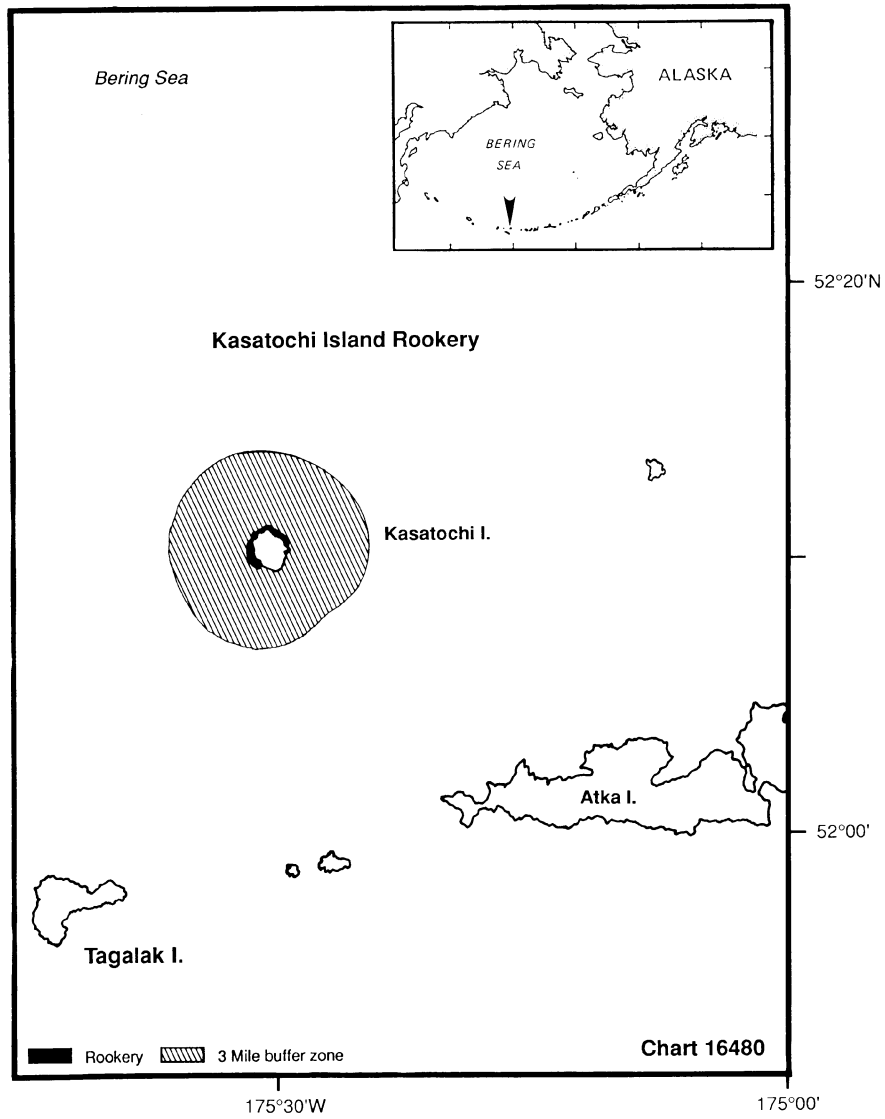 Bering Sea
ALASKA
BERING
SEA
52°20'N
Kasatochi Island Rookery
Kasatochi I.
Atka I.
52°00'
Tagalak I.
Rookery
3 Mile buffer zone
Chart 16480
175°30'W
175°00'